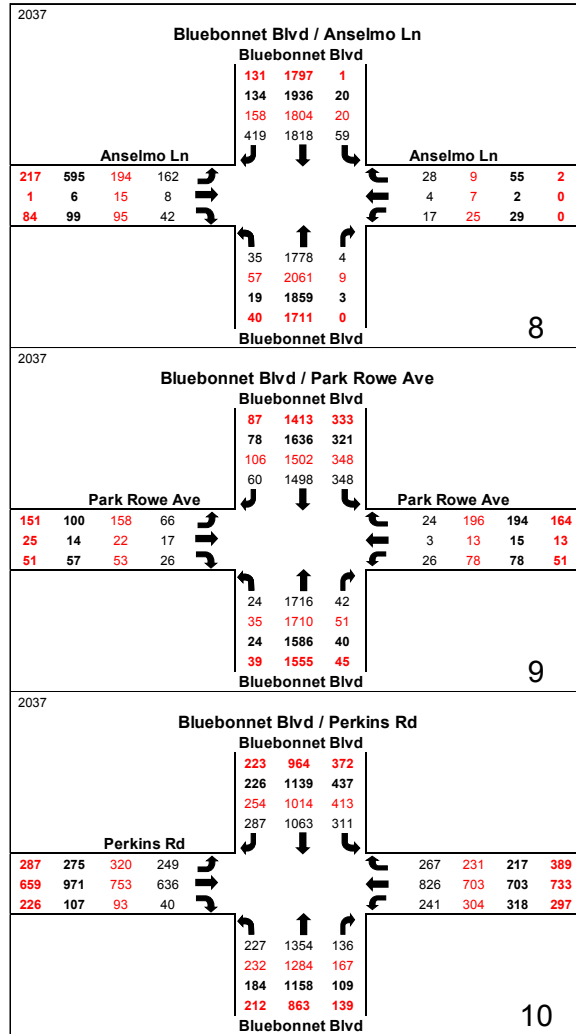 2037
Bluebonnet Blvd / Anselmo Ln
Bluebonnet Blvd
131 1797 1
134 1936 20
158 1804 20
419 1818 59
Anselmo Ln Anselmo Ln
217 595 194 162 28 9 55 2
1 6 15 8 4 7 2 0
84 99 95 42 17 25 29 0
35 1778 4
57 2061 9
19 1859 3
40 1711 0
Bluebonnet Blvd
8
2037
Bluebonnet Blvd / Park Rowe Ave
Bluebonnet Blvd
87 1413 333
78 1636 321
106 1502 348
60 1498 348
Park Rowe Ave Park Rowe Ave
151 100 158 66 24 196 194 164
25 14 22 17 3 13 15 13
51 57 53 26 26 78 78 51
24 1716 42
35 1710 51
24 1586 40
39 1555 45
Bluebonnet Blvd
9
2037
Bluebonnet Blvd / Perkins Rd
Bluebonnet Blvd
223 964 372
226 1139 437
254 1014 413
287 1063 311
Perkins Rd
287 275 320 249 267 231 217 389
659 971 753 636 826 703 703 733
226 107 93 40 241 304 318 297
227 1354 136
232 1284 167
184 1158 109
212 863 139
Bluebonnet Blvd
10